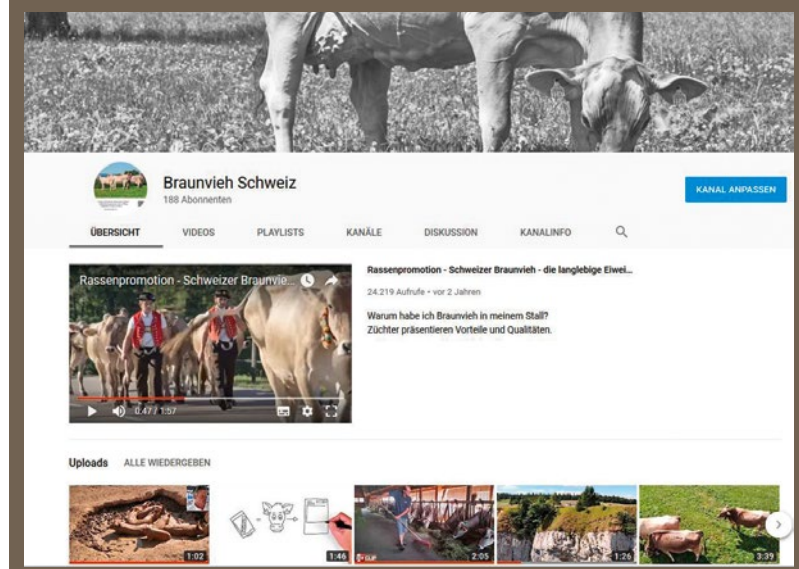 Braunvieh Schweiz
188 Abonnenten
KANAL ANPASSEN
ÜBERSICHT VIDEOS PLAYLISTS KANÄLE DISKUSSION KANALINFO
Rassenpromotion - Schweizer Braunvie...
0:47 / 1:57
Rassenpromotion - Schweizer Braunvieh - die langlebige Eiwei...
24.219 Aufrufe • vor 2 Jahren
Warum habe ich Braunvieh in meinem Stall?
Züchter präsentieren Vorteile und Qualitäten.
Uploads ALLE WIEDERGEBEN
1:02 1:46 2:05 1:26 3:39